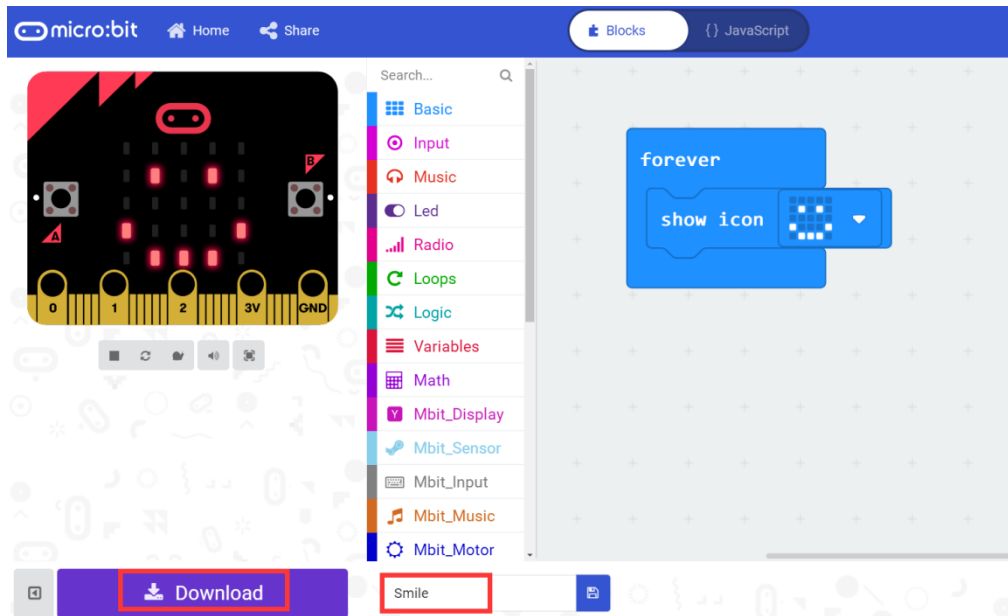 micro:bit Home Share Blocks {} JavaScript
Search...
Basic
Input
Music
Led
Radio
Loops
Logic
Variables
Math
Y Mbit_Display
Mbit_Sensor
Mbit_Input
Mbit_Music
Mbit_Motor
B
A
0 1 2 3V GND
forever
show icon
Download
Smile